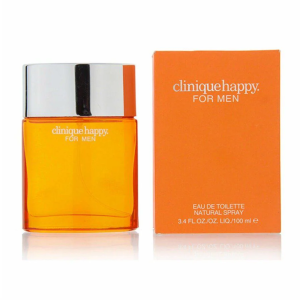 cliniquehappy.
FOR MEN
cliniquehappy.
FOR MEN
EAU DE TOILETTE
NATURAL SPRAY
3.4 FL.OZ./OZ. LIQ./100 ml ℮